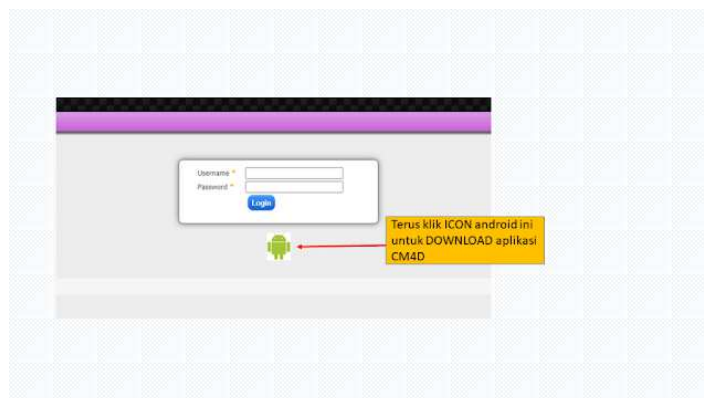 Username *
Password *
Login
Terus klik ICON android ini
untuk DOWNLOAD aplikasi
CM4D